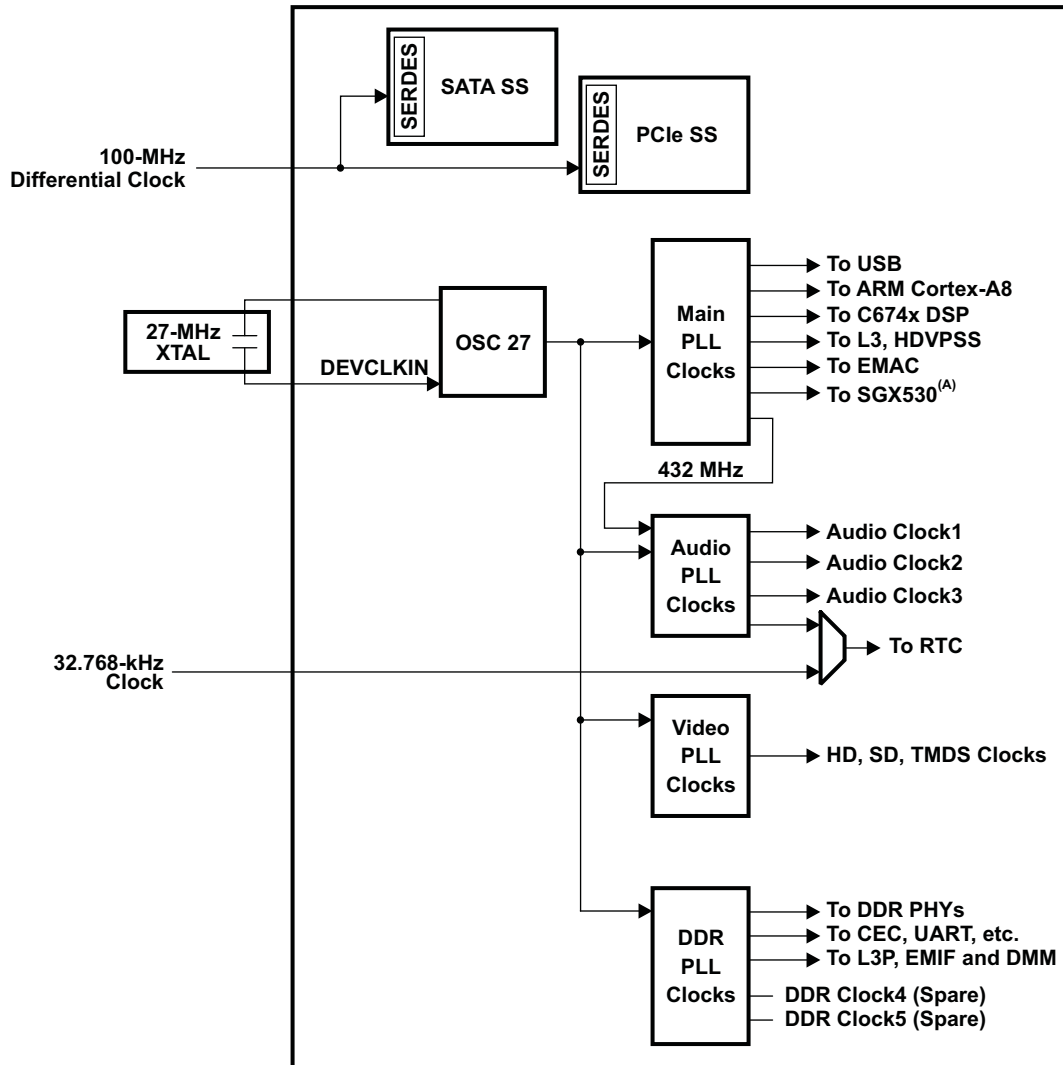 SERDES
SATA SS
SERDES
PCIe SS
100-MHz
Differential Clock
27-MHz
XTAL
DEVCLKIN
OSC 27
Main
PLL
Clocks
To USB
To ARM Cortex-A8
To C674x DSP
To L3, HDVPSS
To EMAC
To SGX530(A)
432 MHz
Audio
PLL
Clocks
Audio Clock1
Audio Clock2
Audio Clock3
To RTC
32.768-kHz
Clock
Video
PLL
Clocks
HD, SD, TMDS Clocks
DDR
PLL
Clocks
To DDR PHYs
To CEC, UART, etc.
To L3P, EMIF and DMM
DDR Clock4 (Spare)
DDR Clock5 (Spare)